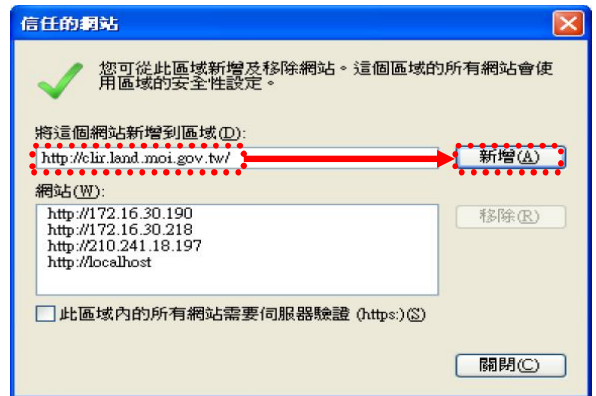 信任的網站
您可從此區域新增及移除網站。這個區域的所有網站會使
用區域的安全性設定。
將這個網站新增到區域(D):
http://clir.land.moi.gov.tw/
新增(A)
網站(W):
http://172.16.30.190
http://172.16.30.218
http://210.241.18.197
http://localhost
移除(R)
此區域內的所有網站需要伺服器驗證 (https:)(S)
關閉(C)